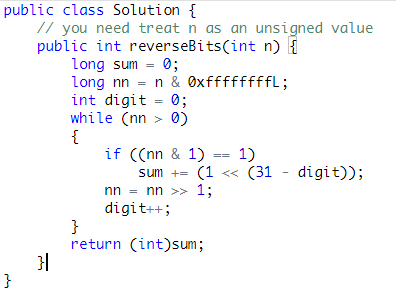 public class Solution {
    // you need treat n as an unsigned value
    public int reverseBits(int n) {
        long sum = 0;
        long nn = n & 0xffffffffL;
        int digit = 0;
        while (nn > 0)
        {
            if ((nn & 1) == 1)
                sum += (1 << (31 - digit));
            nn = nn >> 1;
            digit++;
        }
        return (int)sum;
    }
}